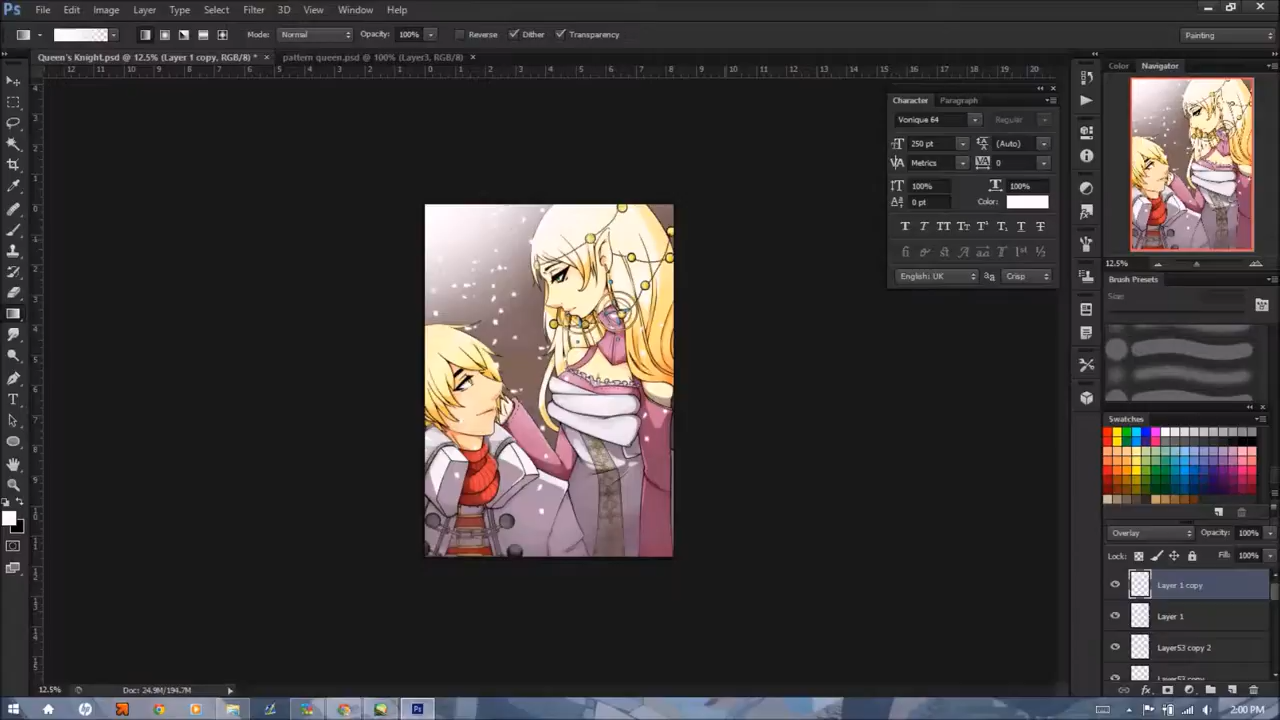 Ps File Edit Image Layer Type Select Filter 3D View Window Help
Mode: Normal Opacity: 100% Reverse Dither Transparency Painting
Queen's Knight.psd @ 12.5% (Layer 1 copy, RGB/8) * × pattern queen.psd @ 100% (Layer3, RGB/8) ×
Color Navigator
12.5%
Character Paragraph
Vonique 64 Regular
250 pt (Auto)
Metrics 0
100% 100%
0 pt Color:
English: UK Crisp
Brush Presets
Size:
Swatches
Overlay Opacity: 100%
Lock: Fill: 100%
Layer 1 copy
Layer 1
Layer53 copy 2
Layer53 copy
12.5% Doc: 24.9M/194.7M
2:00 PM